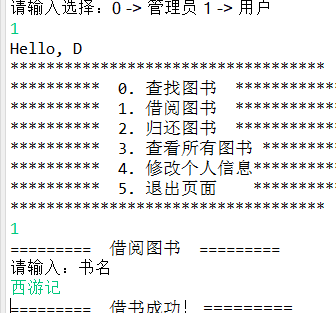 请输入选择：0 -> 管理员 1 -> 用户
1
Hello, D
***********************************
**********  0. 查找图书  ************
**********  1. 借阅图书  ************
**********  2. 归还图书  ************
**********  3. 查看所有图书 *********
**********  4. 修改个人信息**********
**********  5. 退出页面    **********
***********************************
1
=========  借阅图书  =========
请输入：书名
西游记
=========  借书成功！ =========